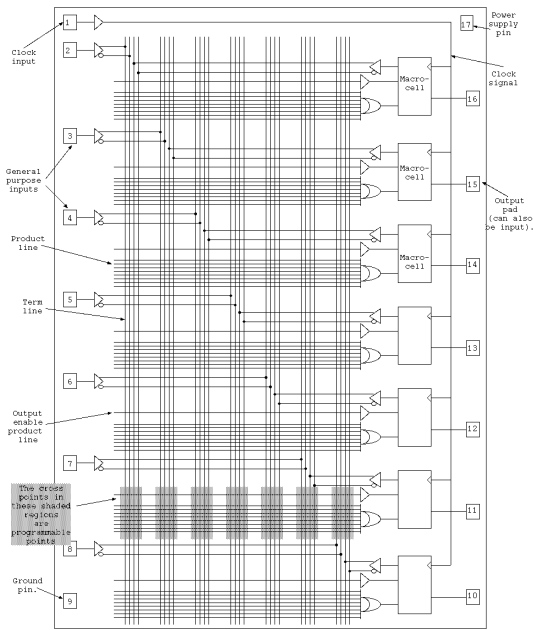 1
Clock
input
2
17
Power
supply
pin
Macro-
cell
Clock
signal
16
3
General
purpose
inputs
Macro-
cell
15
Output
pad
(can also
be input).
4
Product
line
Macro-
cell
14
5
Term
line
13
6
Output
enable
product
line
12
7
The cross
points in
these shaded
regions
are
programmable
points
11
8
Ground
pin.
9
10